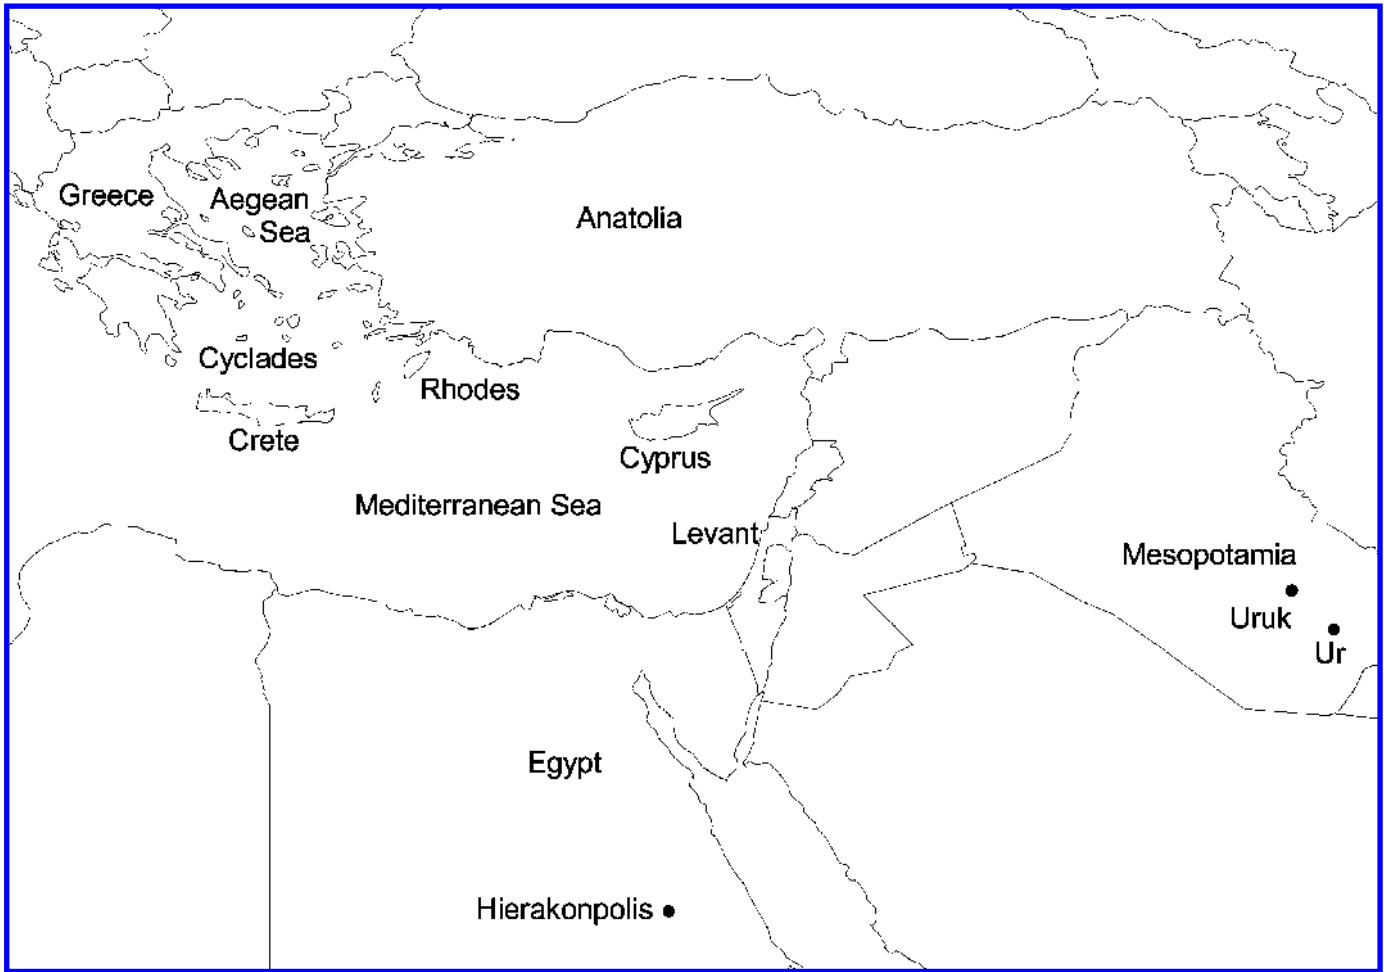 Greece
Aegean
Sea
Anatolia
Cyclades
Rhodes
Crete
Cyprus
Mediterranean Sea
Levant
Mesopotamia
Uruk
Ur
Egypt
Hierakonpolis